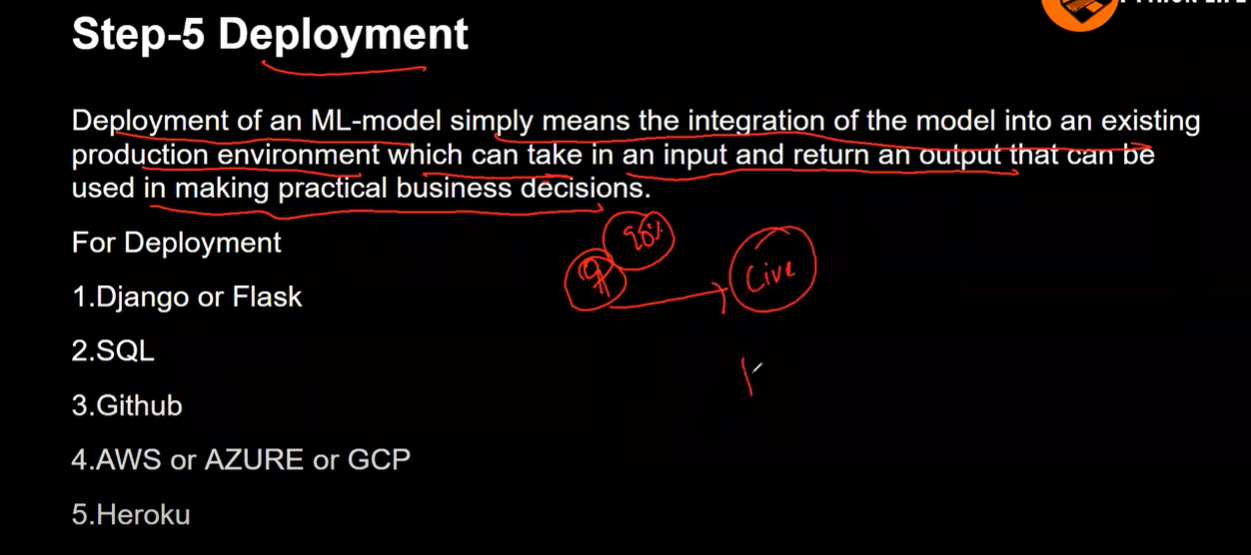 Step-5 Deployment
Deployment of an ML-model simply means the integration of the model into an existing
production environment which can take in an input and return an output that can be
used in making practical business decisions.
For Deployment
98%
Live
1.Django or Flask
2.SQL
3.Github
4.AWS or AZURE or GCP
5.Heroku